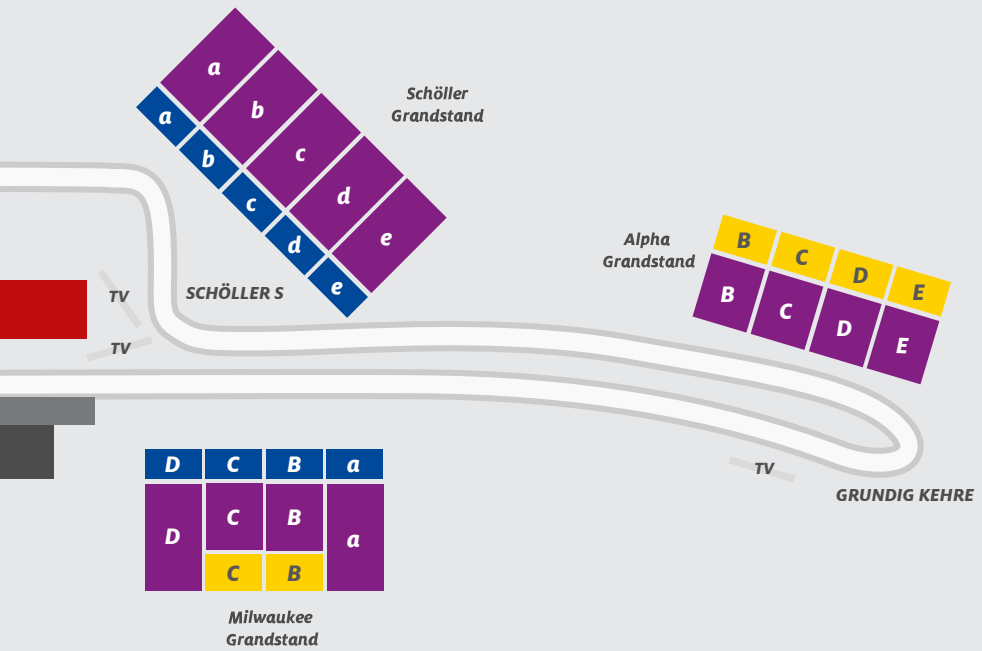 a
b
c
d
e
a
b
c
d
e
Schöller
Grandstand
Alpha
Grandstand
B
C
D
E
B
C
D
E
TV
SCHÖLLER S
TV
D C B a
D C B a
C B
Milwaukee
Grandstand
TV
GRUNDIG KEHRE